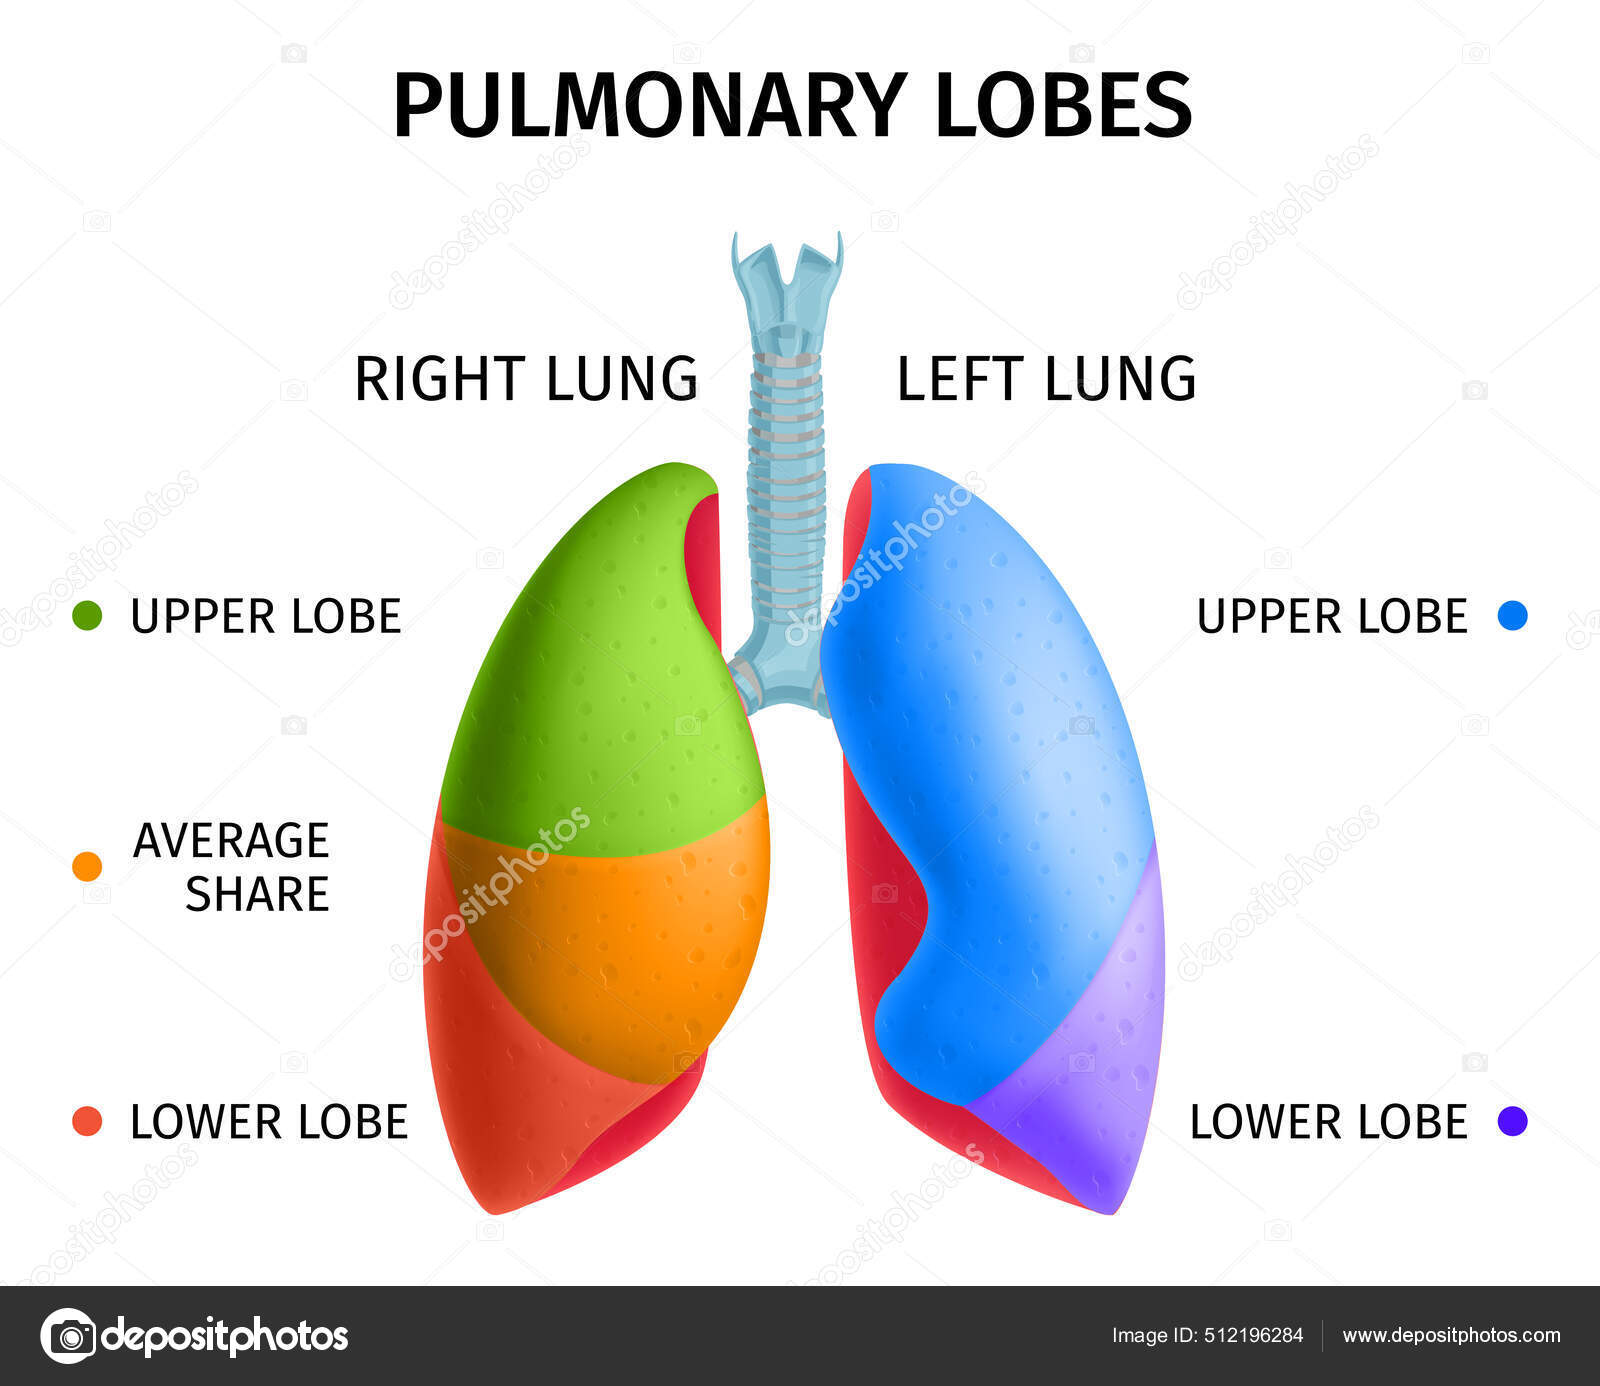 PULMONARY LOBES
RIGHT LUNG
LEFT LUNG
UPPER LOBE
UPPER LOBE
AVERAGE
SHARE
LOWER LOBE
LOWER LOBE
depositphotos
Image ID: 512196284
www.depositphotos.com